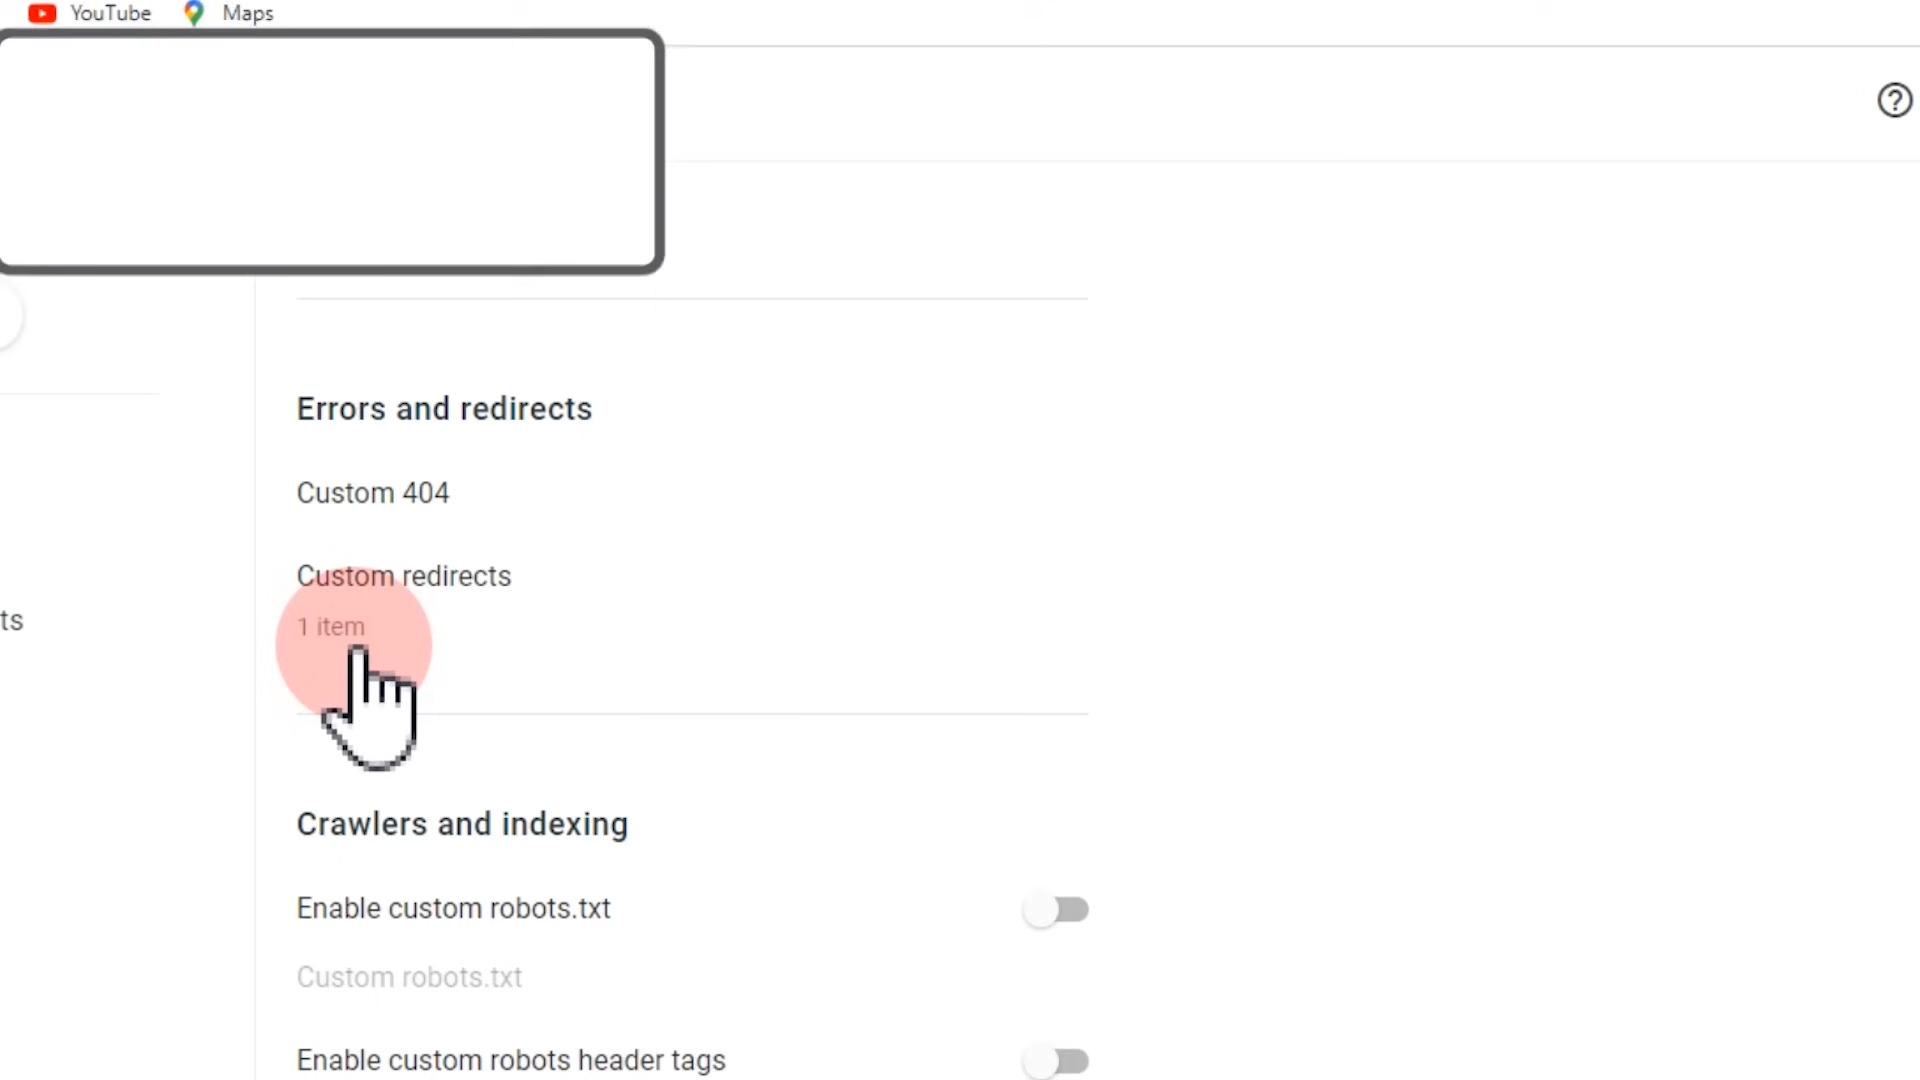 YouTube Maps
Errors and redirects
Custom 404
Custom redirects
1 item
ts
Crawlers and indexing
Enable custom robots.txt
Custom robots.txt
Enable custom robots header tags